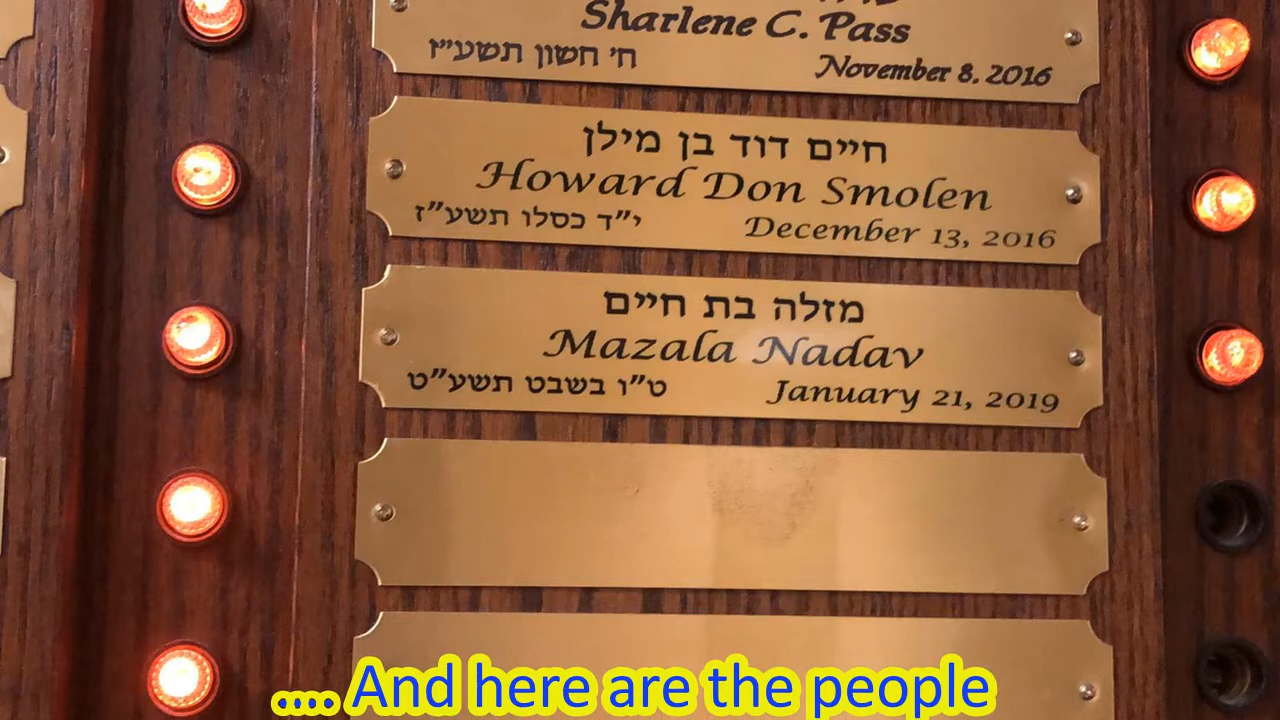 Sharlene C. Pass
ח' חשון תשע"ז November 8, 2016
חיים דוד בן מילן
Howard Don Smolen
י"ד כסלו תשע"ז December 13, 2016
מזלה בת חיים
Mazala Nadav
ט"ו בשבט תשע"ט January 21, 2019
.... And here are the people